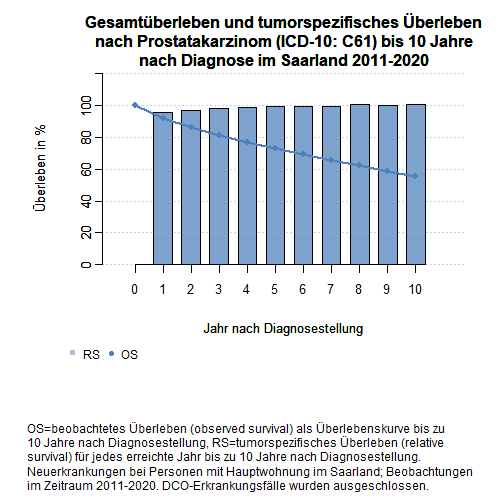 Gesamtüberleben und tumorspezifisches Überleben
nach Prostatakarzinom (ICD-10: C61) bis 10 Jahre
nach Diagnose im Saarland 2011-2020
Überleben in %
100
80
60
40
20
0
0 1 2 3 4 5 6 7 8 9 10
Jahr nach Diagnosestellung
RS OS
OS=beobachtetes Überleben (observed survival) als Überlebenskurve bis zu
10 Jahre nach Diagnosestellung, RS=tumorspezifisches Überleben (relative
survival) für jedes erreichte Jahr bis zu 10 Jahre nach Diagnosestellung.
Neuerkrankungen bei Personen mit Hauptwohnung im Saarland; Beobachtungen
im Zeitraum 2011-2020. DCO-Erkrankungsfälle wurden ausgeschlossen.